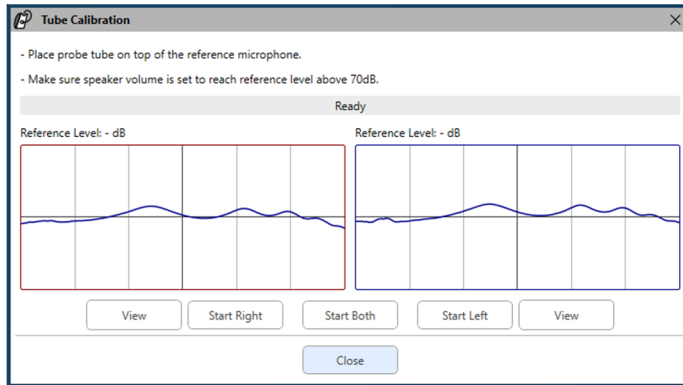 Tube Calibration
- Place probe tube on top of the reference microphone.
- Make sure speaker volume is set to reach reference level above 70dB.
Ready
Reference Level: - dB
Reference Level: - dB
View
Start Right
Start Both
Start Left
View
Close